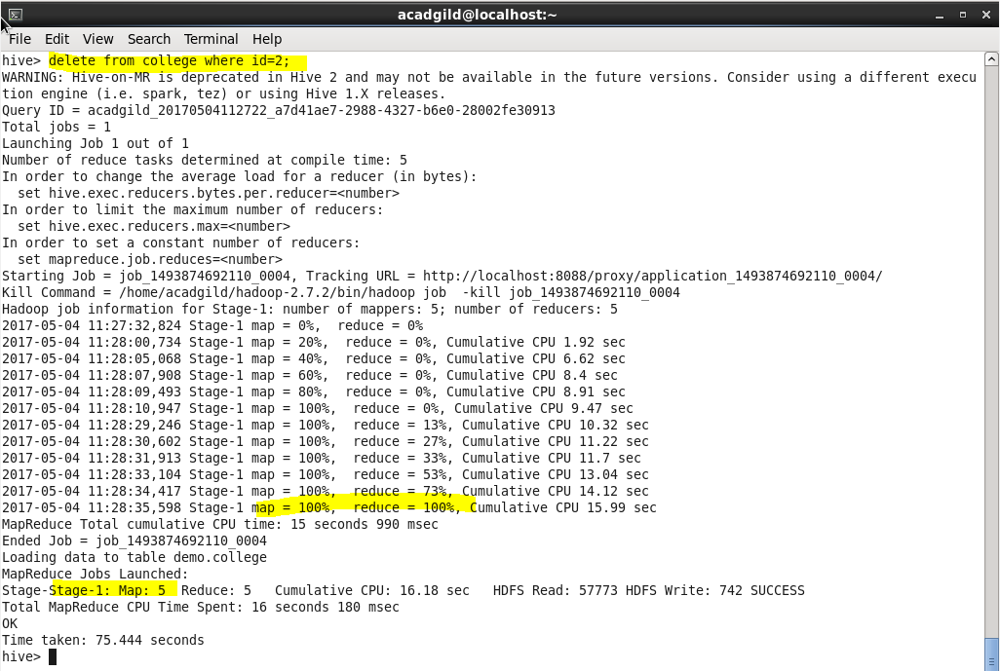 acadgild@localhost:~
File Edit View Search Terminal Help
hive> delete from college where id=2;
WARNING: Hive-on-MR is deprecated in Hive 2 and may not be available in the future versions. Consider using a different execu
tion engine (i.e. spark, tez) or using Hive 1.X releases.
Query ID = acadgild_20170504112722_a7d41ae7-2988-4327-b6e0-28002fe30913
Total jobs = 1
Launching Job 1 out of 1
Number of reduce tasks determined at compile time: 5
In order to change the average load for a reducer (in bytes):
  set hive.exec.reducers.bytes.per.reducer=<number>
In order to limit the maximum number of reducers:
  set hive.exec.reducers.max=<number>
In order to set a constant number of reducers:
  set mapreduce.job.reduces=<number>
Starting Job = job_1493874692110_0004, Tracking URL = http://localhost:8088/proxy/application_1493874692110_0004/
Kill Command = /home/acadgild/hadoop-2.7.2/bin/hadoop job  -kill job_1493874692110_0004
Hadoop job information for Stage-1: number of mappers: 5; number of reducers: 5
2017-05-04 11:27:32,824 Stage-1 map = 0%,  reduce = 0%
2017-05-04 11:28:00,734 Stage-1 map = 20%,  reduce = 0%, Cumulative CPU 1.92 sec
2017-05-04 11:28:05,068 Stage-1 map = 40%,  reduce = 0%, Cumulative CPU 6.62 sec
2017-05-04 11:28:07,908 Stage-1 map = 60%,  reduce = 0%, Cumulative CPU 8.4 sec
2017-05-04 11:28:09,493 Stage-1 map = 80%,  reduce = 0%, Cumulative CPU 8.91 sec
2017-05-04 11:28:10,947 Stage-1 map = 100%,  reduce = 0%, Cumulative CPU 9.47 sec
2017-05-04 11:28:29,246 Stage-1 map = 100%,  reduce = 13%, Cumulative CPU 10.32 sec
2017-05-04 11:28:30,602 Stage-1 map = 100%,  reduce = 27%, Cumulative CPU 11.22 sec
2017-05-04 11:28:31,913 Stage-1 map = 100%,  reduce = 33%, Cumulative CPU 11.7 sec
2017-05-04 11:28:33,104 Stage-1 map = 100%,  reduce = 53%, Cumulative CPU 13.04 sec
2017-05-04 11:28:34,417 Stage-1 map = 100%,  reduce = 73%, Cumulative CPU 14.12 sec
2017-05-04 11:28:35,598 Stage-1 map = 100%,  reduce = 100%, Cumulative CPU 15.99 sec
MapReduce Total cumulative CPU time: 15 seconds 990 msec
Ended Job = job_1493874692110_0004
Loading data to table demo.college
MapReduce Jobs Launched:
Stage-Stage-1: Map: 5  Reduce: 5   Cumulative CPU: 16.18 sec   HDFS Read: 57773 HDFS Write: 742 SUCCESS
Total MapReduce CPU Time Spent: 16 seconds 180 msec
OK
Time taken: 75.444 seconds
hive>